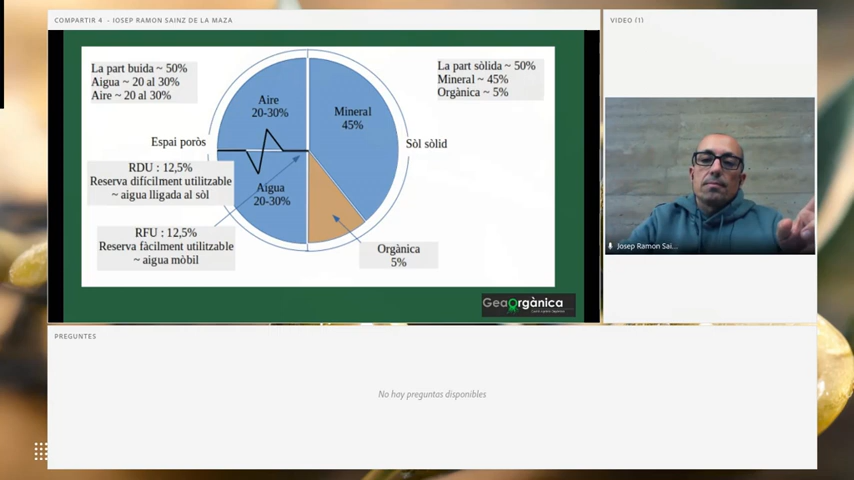 COMPARTIR 4 - JOSEP RAMON SAINZ DE LA MAZA
La part buida ~ 50%
Aigua ~ 20 al 30%
Aire ~ 20 al 30%
La part sòlida ~ 50%
Mineral ~ 45%
Orgànica ~ 5%
Aire
20-30%
Mineral
45%
Espai poròs
Sòl sòlid
RDU : 12,5%
Reserva difícilment utilitzable
~ aigua lligada al sòl
Aigua
20-30%
RFU : 12,5%
Reserva fàcilment utilitzable
~ aigua mòbil
Orgànica
5%
GeaOrgànica
VIDEO (1)
Josep Ramon Sai...
PREGUNTES
No hay preguntas disponibles